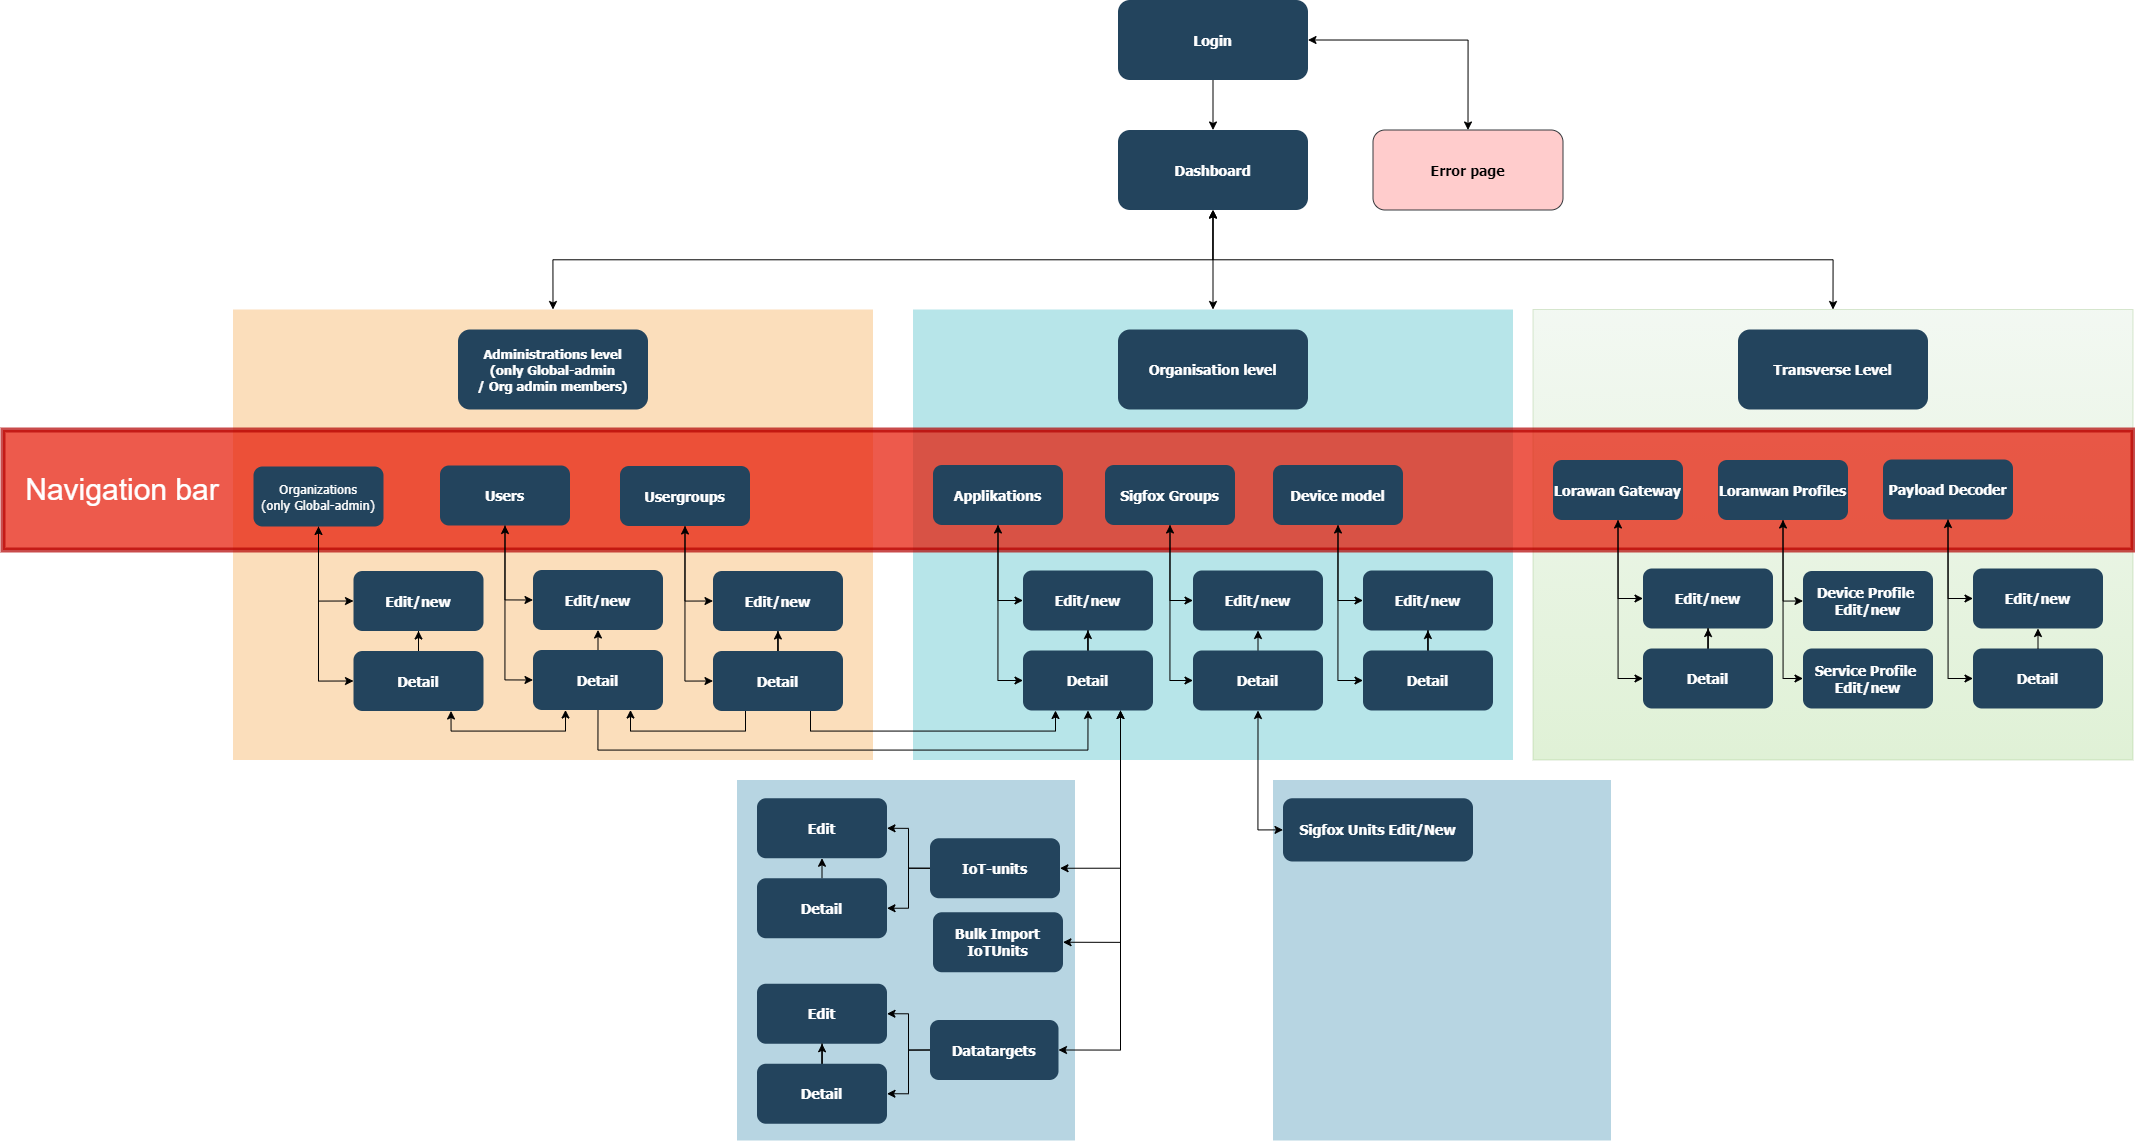 Login
Dashboard
Error page
Administrations level
(only Global-admin
/ Org admin members)
Organisation level
Transverse Level
Navigation bar
Organizations
(only Global-admin)
Users
Usergroups
Applikations
Sigfox Groups
Device model
Lorawan Gateway
Loranwan Profiles
Payload Decoder
Edit/new
Edit/new
Edit/new
Edit/new
Edit/new
Edit/new
Edit/new
Device Profile
Edit/new
Edit/new
Detail
Detail
Detail
Detail
Detail
Detail
Detail
Service Profile
Edit/new
Detail
Edit
Detail
IoT-units
Bulk Import
IoTUnits
Edit
Detail
Datatargets
Sigfox Units Edit/New